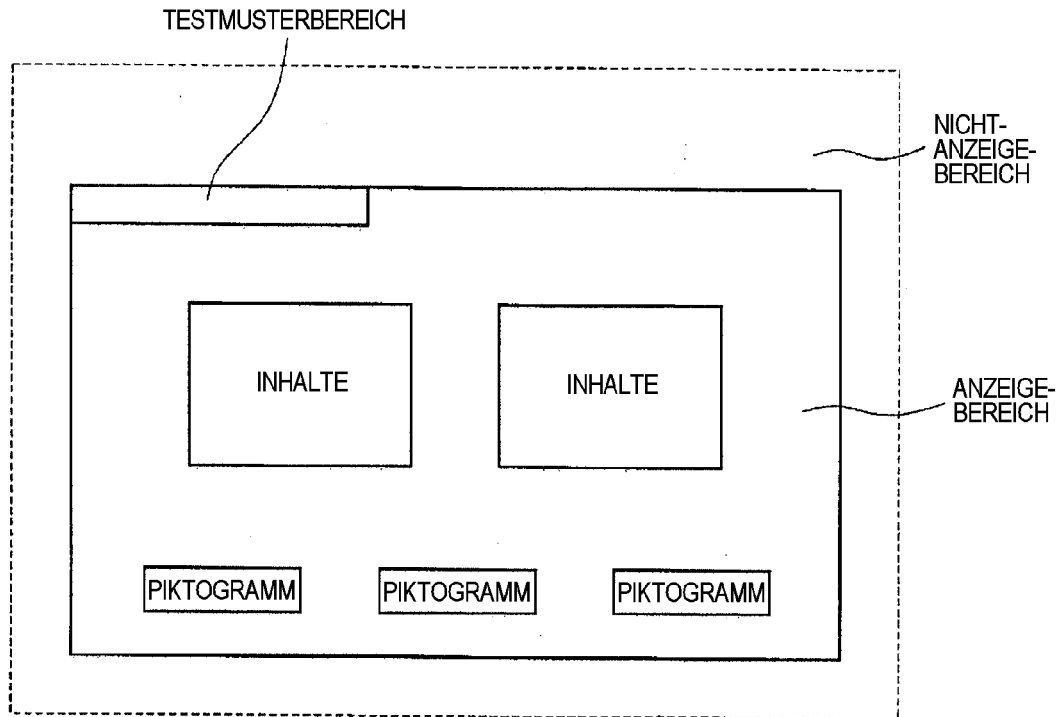 TESTMUSTERBEREICH
NICHT-
ANZEIGE-
BEREICH
INHALTE
INHALTE
ANZEIGE-
BEREICH
PIKTOGRAMM
PIKTOGRAMM
PIKTOGRAMM